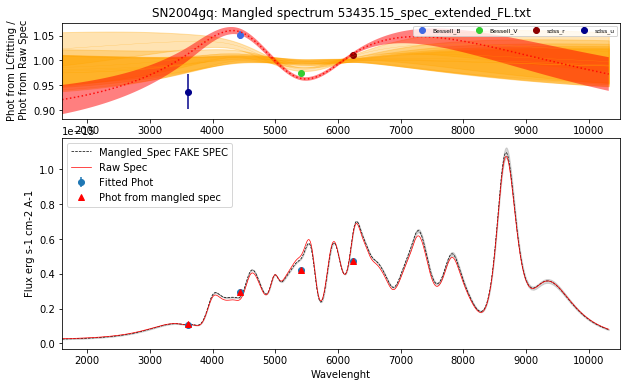 SN2004gq: Mangled spectrum 53435.15_spec_extended_FL.txt
Phot from LCfitting /
Phot from Raw Spec
1.05
1.00
0.95
0.90
Bessell_B
Bessell_V
sdss_r
sdss_u
2000 3000 4000 5000 6000 7000 8000 9000 10000
Flux erg s-1 cm-2 A-1
1.0
0.8
0.6
0.4
0.2
0.0
Mangled_Spec FAKE SPEC
Raw Spec
Fitted Phot
Phot from mangled spec
2000 3000 4000 5000 6000 7000 8000 9000 10000
Wavelenght